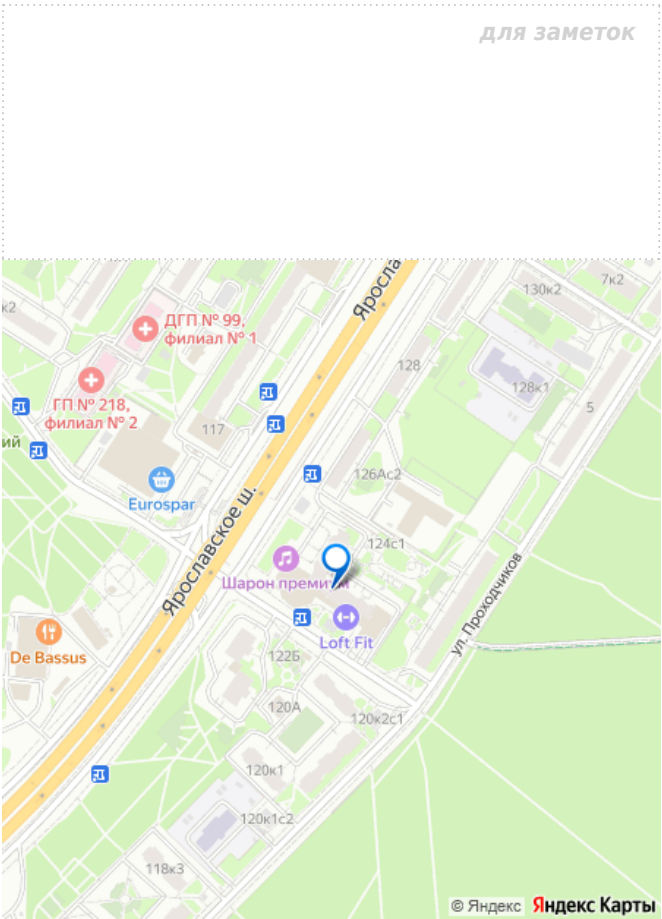 для заметок
Яросла
130к2
7к2
к2
ДГП № 99,
филиал № 1
128
128к1
ГП № 218,
филиал № 2
5
117
ий
126Ас2
Eurospar
Ярославское ш.
124с1
Шарон премиум
ул. Проходчиков
Loft Fit
De Bassus
122Б
120А
120к2с1
120к1
120к1с2
118к3
© Яндекс Яндекс Карты